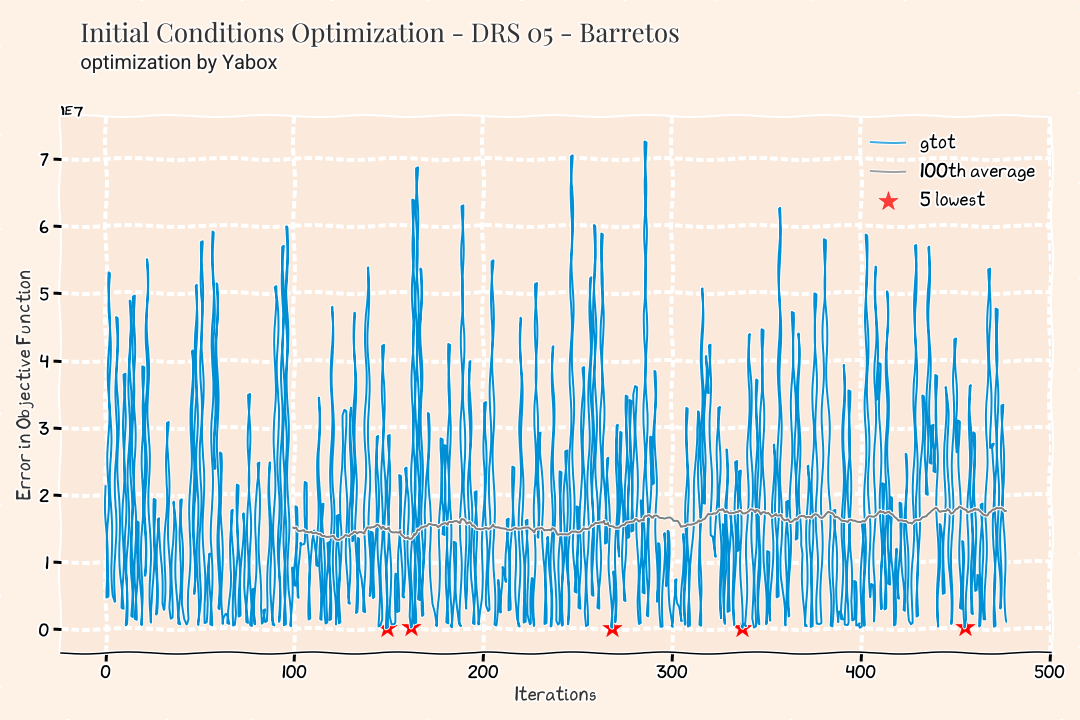 Initial Conditions Optimization - DRS 05 - Barretos
optimization by Yabox
1E7
gtot
100th average
5 lowest
7
6
5
4
3
2
1
0
Error in Objective Function
0 100 200 300 400 500
Iterations